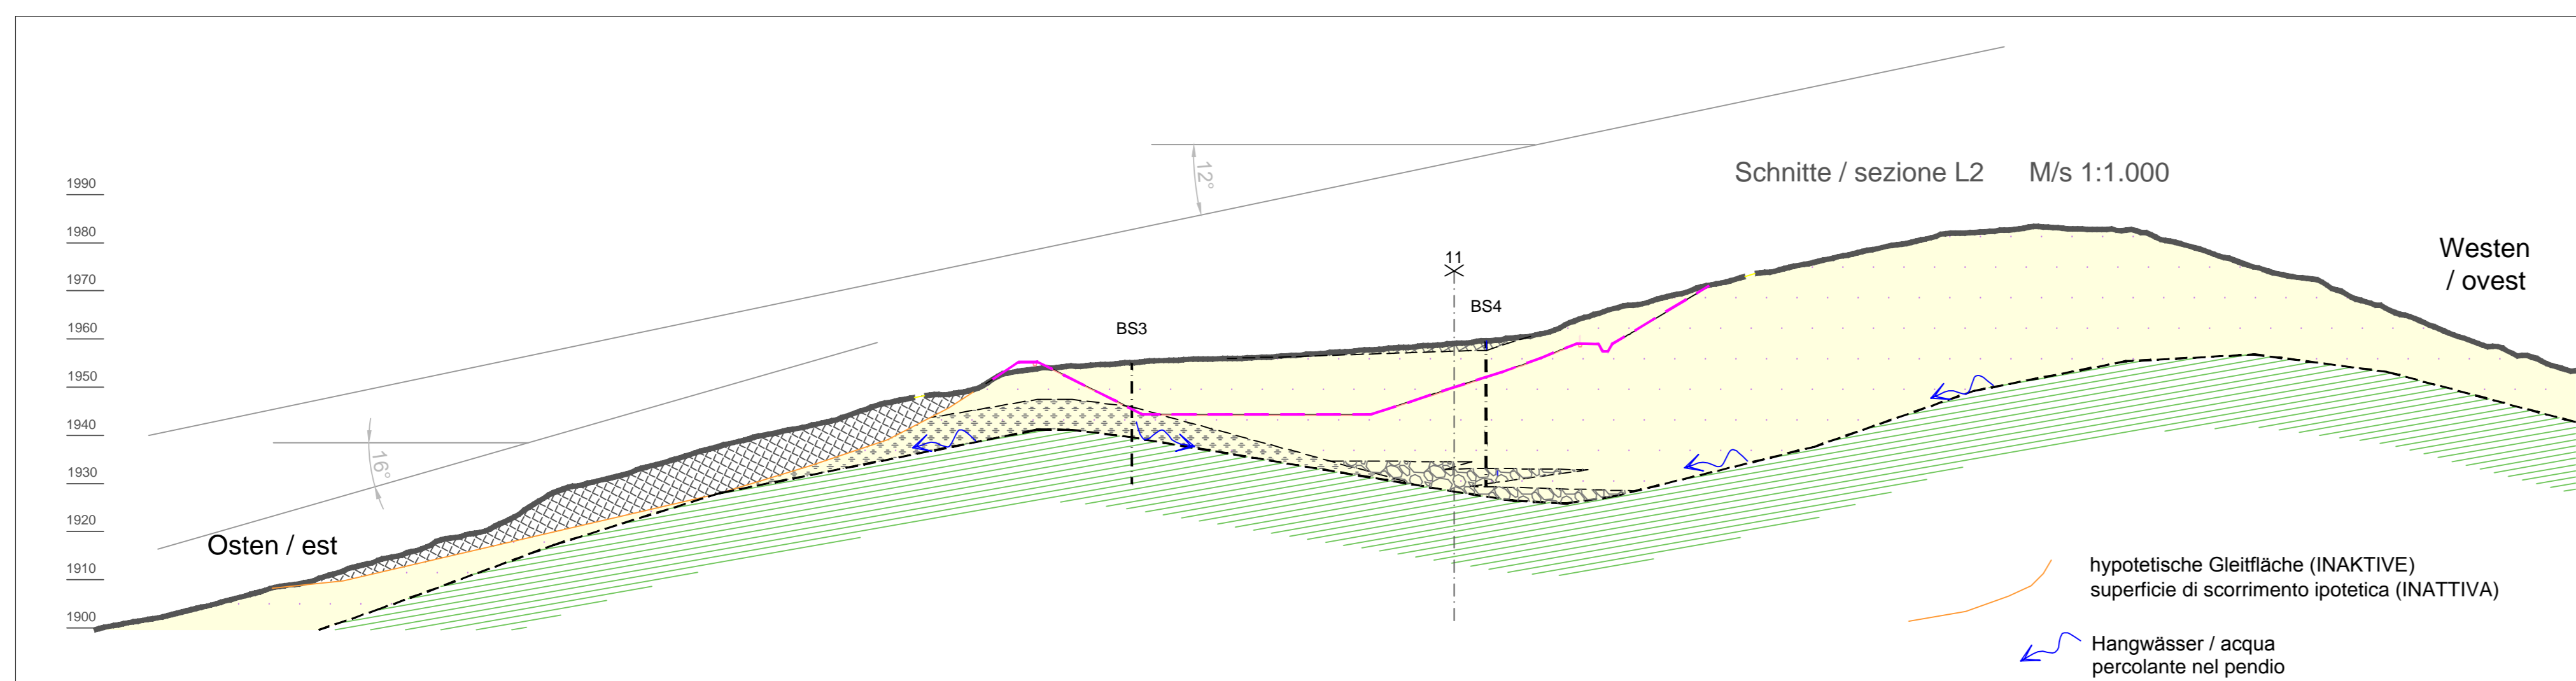 12°
Schnitte / sezione L2 M/s 1:1.000
1990
1980
1970
1960
1950
1940
1930
1920
1910
1900
Westen
/ ovest
11
BS4
BS3
16°
Osten / est
hypotetische Gleitfläche (INAKTIVE)
superficie di scorrimento ipotetica (INATTIVA)
Hangwässer / acqua
percolante nel pendio